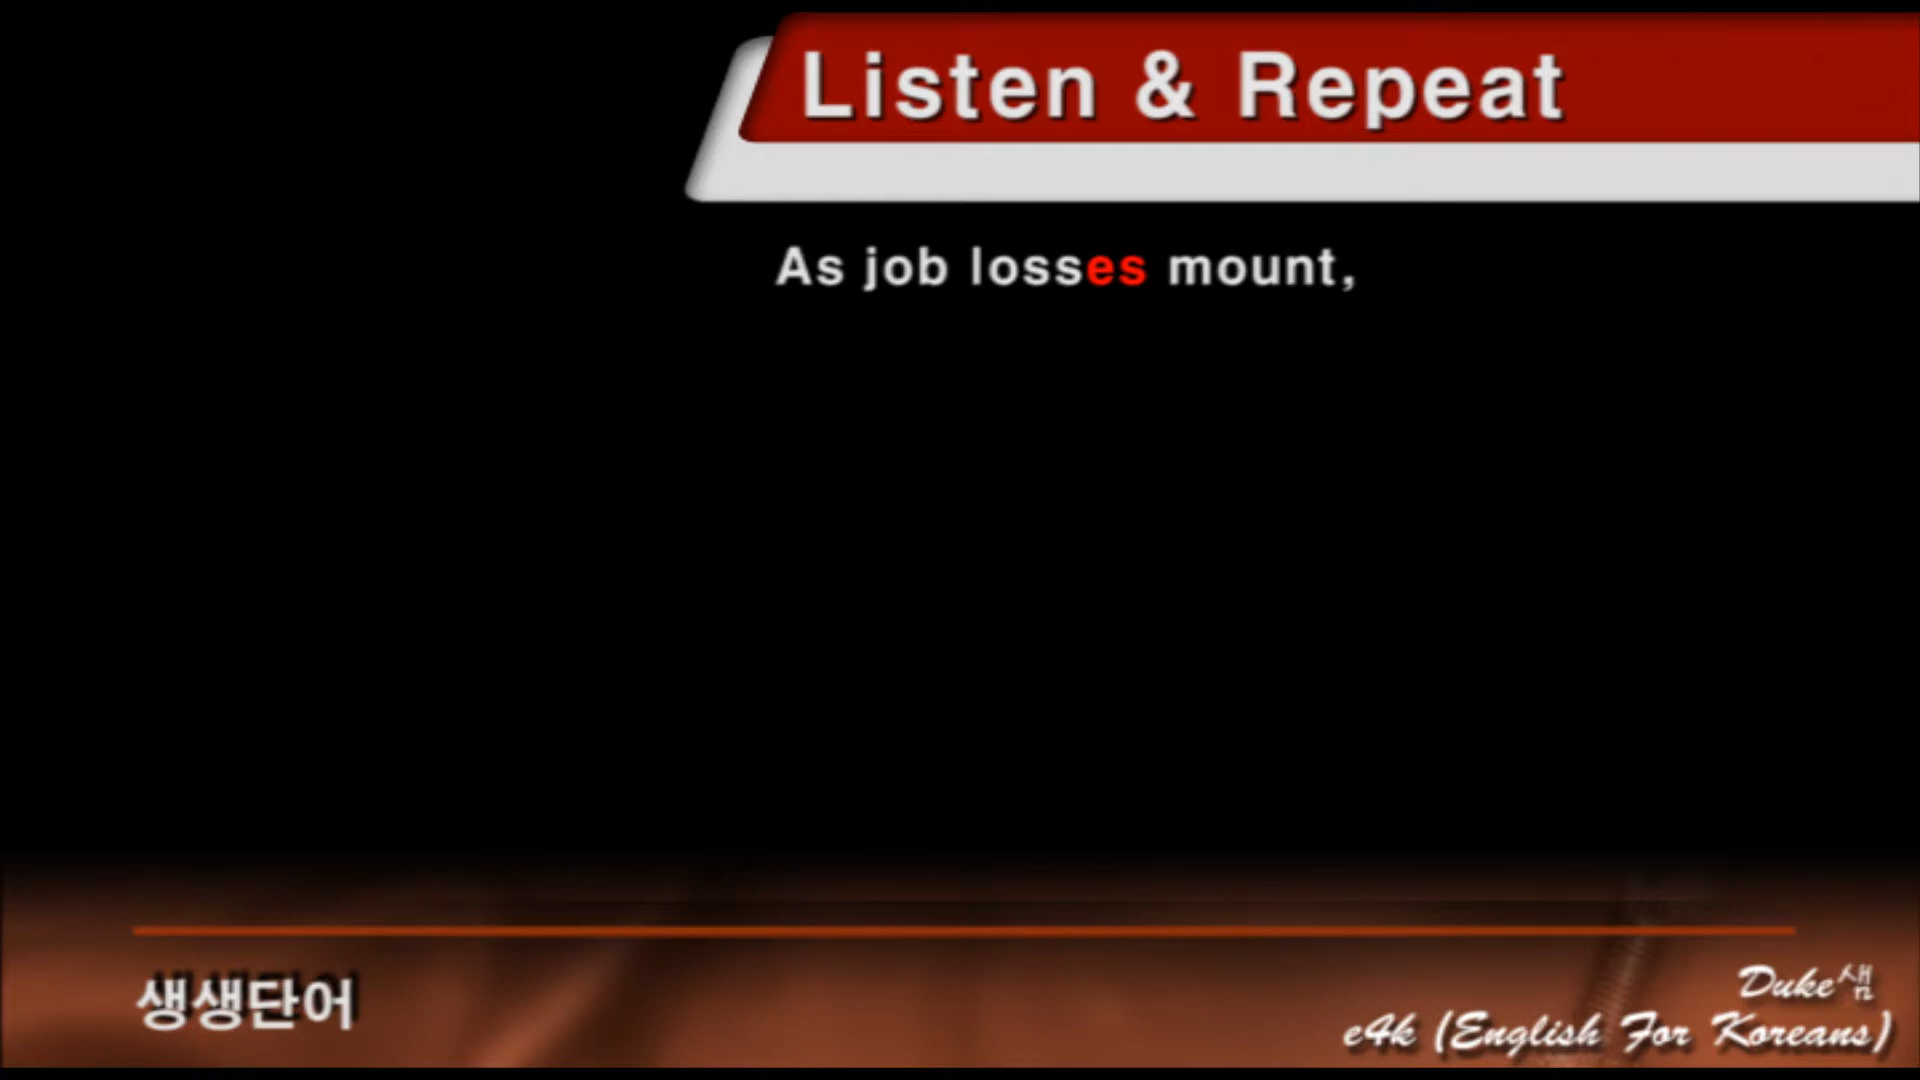 Listen & Repeat
As job losses mount,
생생단어
Duke샘
e4k (English For Koreans)